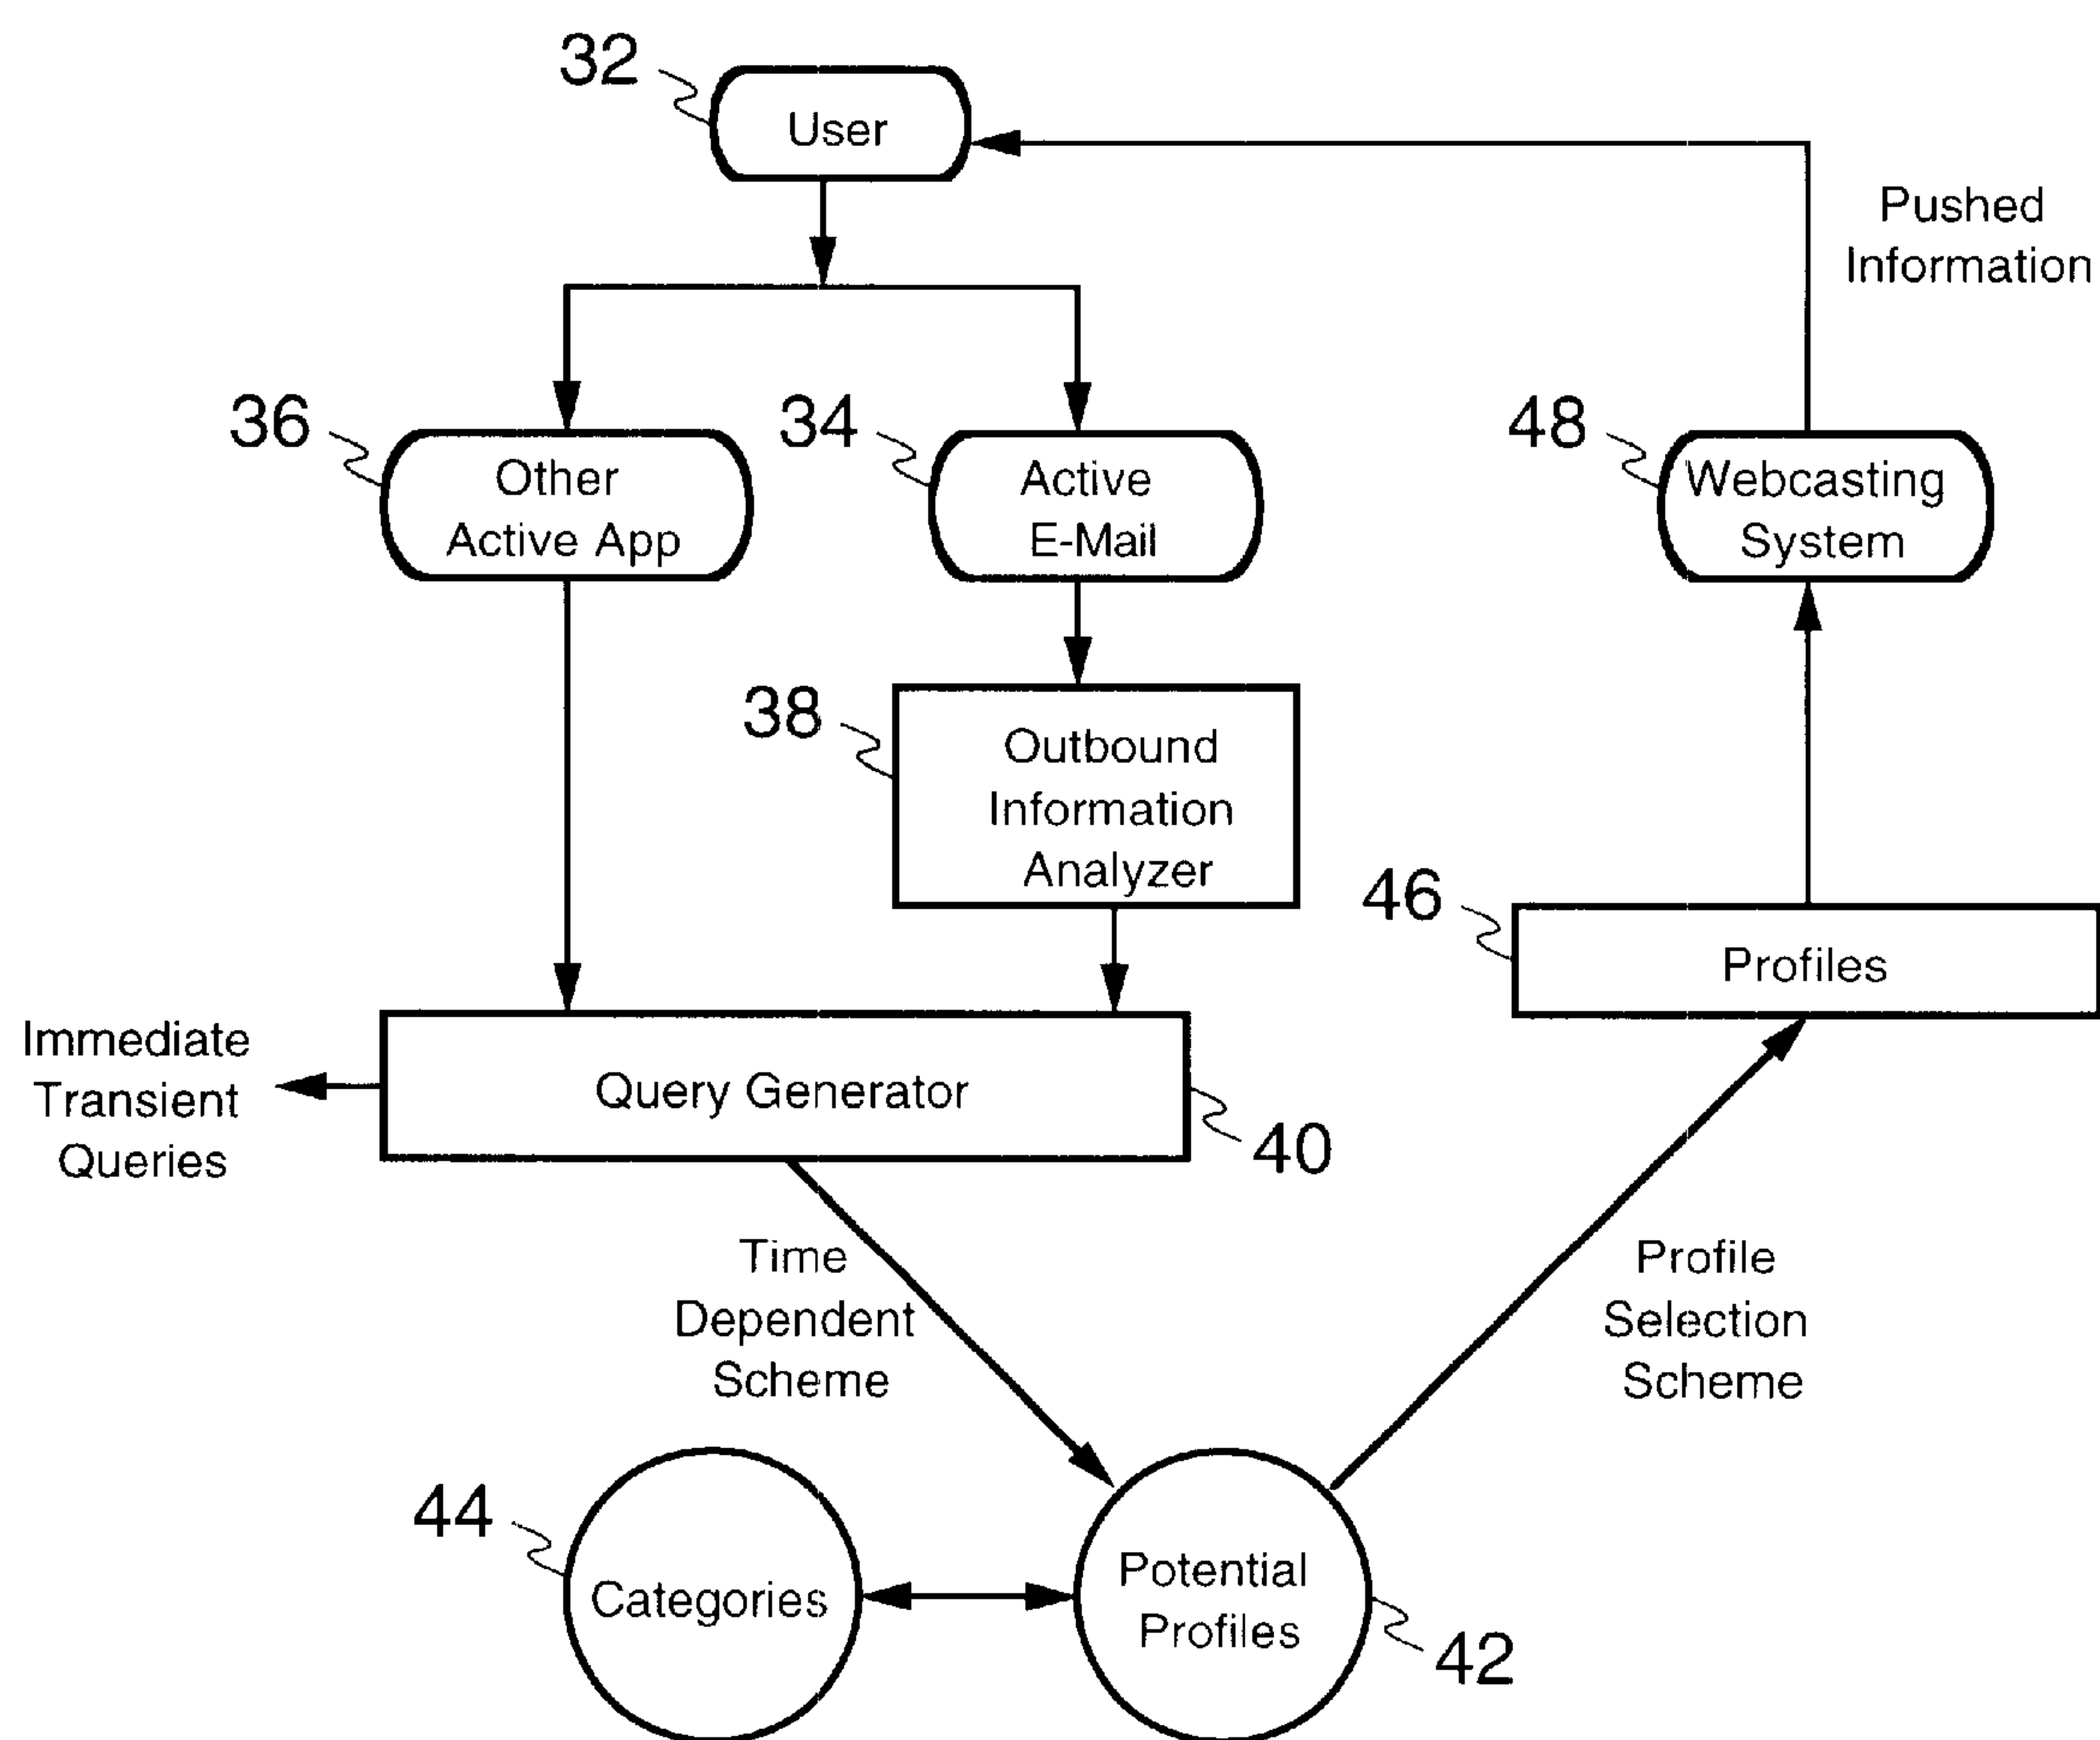 32
User
Pushed
Information
36
Other
Active App
34
Active
E-Mail
48
Webcasting
System
38
Outbound
Information
Analyzer
46
Profiles
Immediate
Transient
Queries
Query Generator
40
Time
Dependent
Scheme
Profile
Selection
Scheme
44
Categories
Potential
Profiles
42